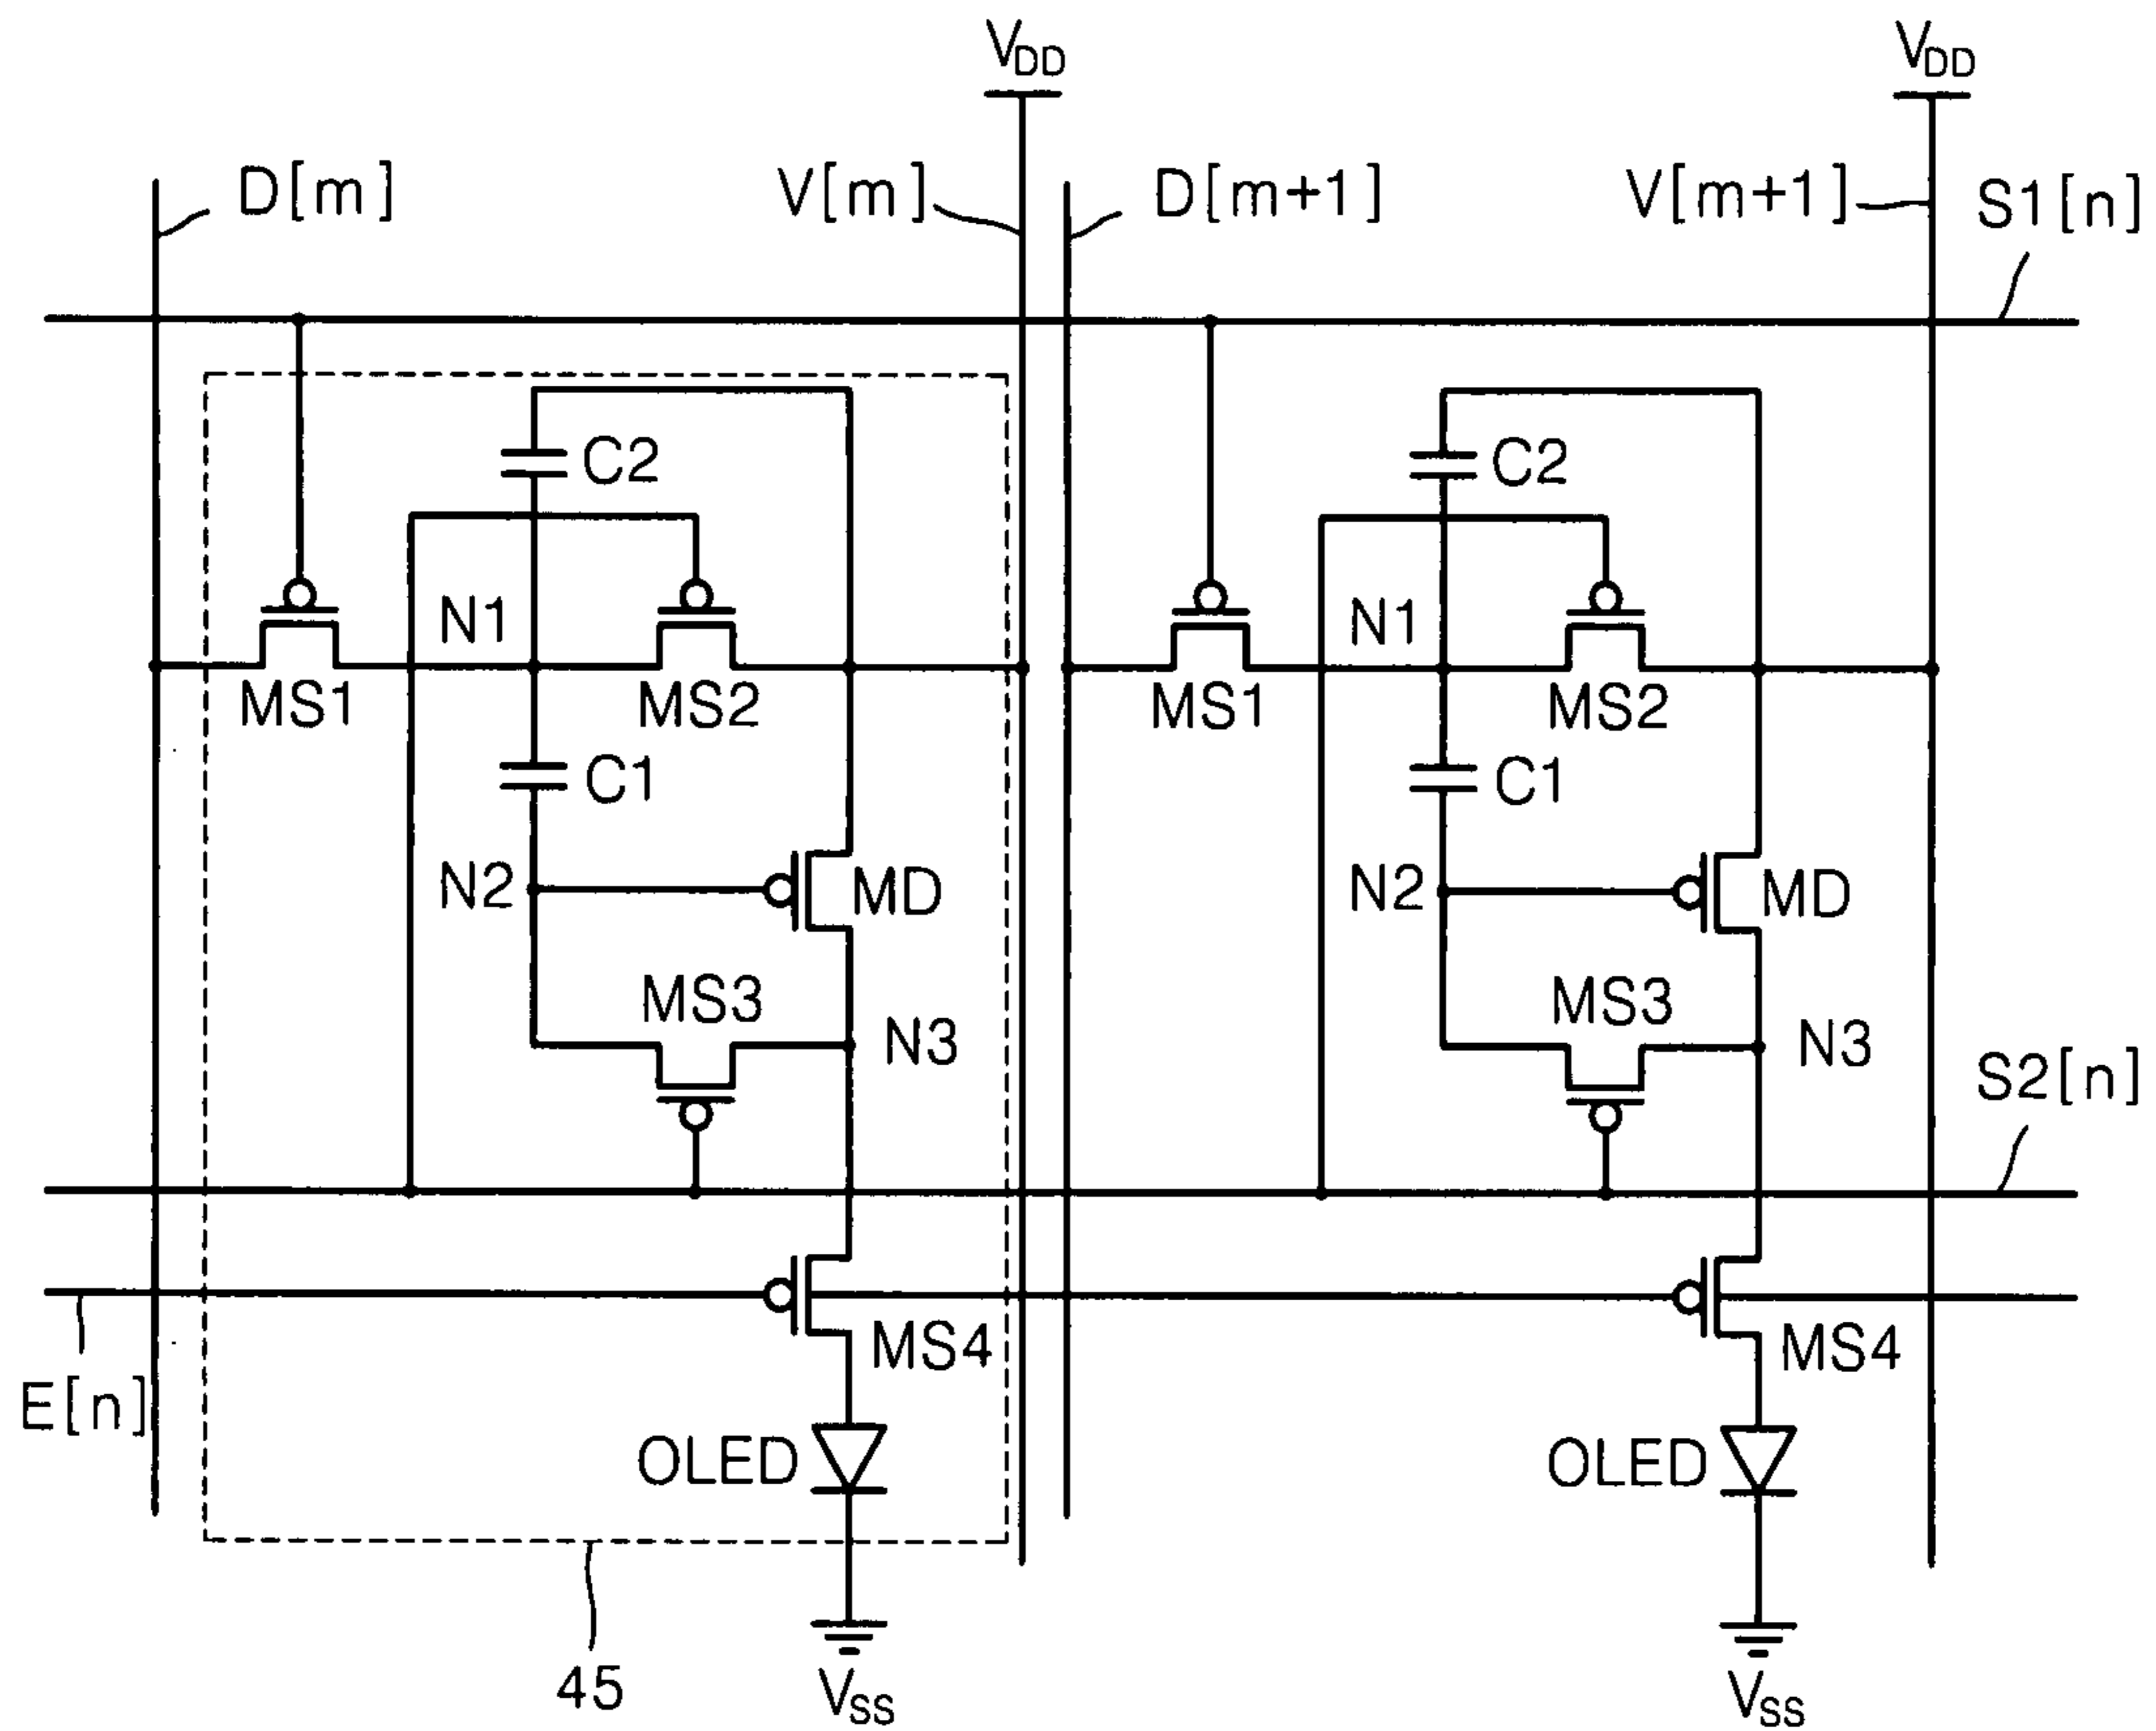 VDD VDD
D[m] V[m] D[m+1] V[m+1] S1[n]
C2 C2
N1 N1
MS1 MS2 MS1 MS2
C1 C1
N2 MD N2 MD
MS3 MS3
N3 N3
S2[n]
MS4 MS4
E[n]
OLED OLED
45 VSS VSS